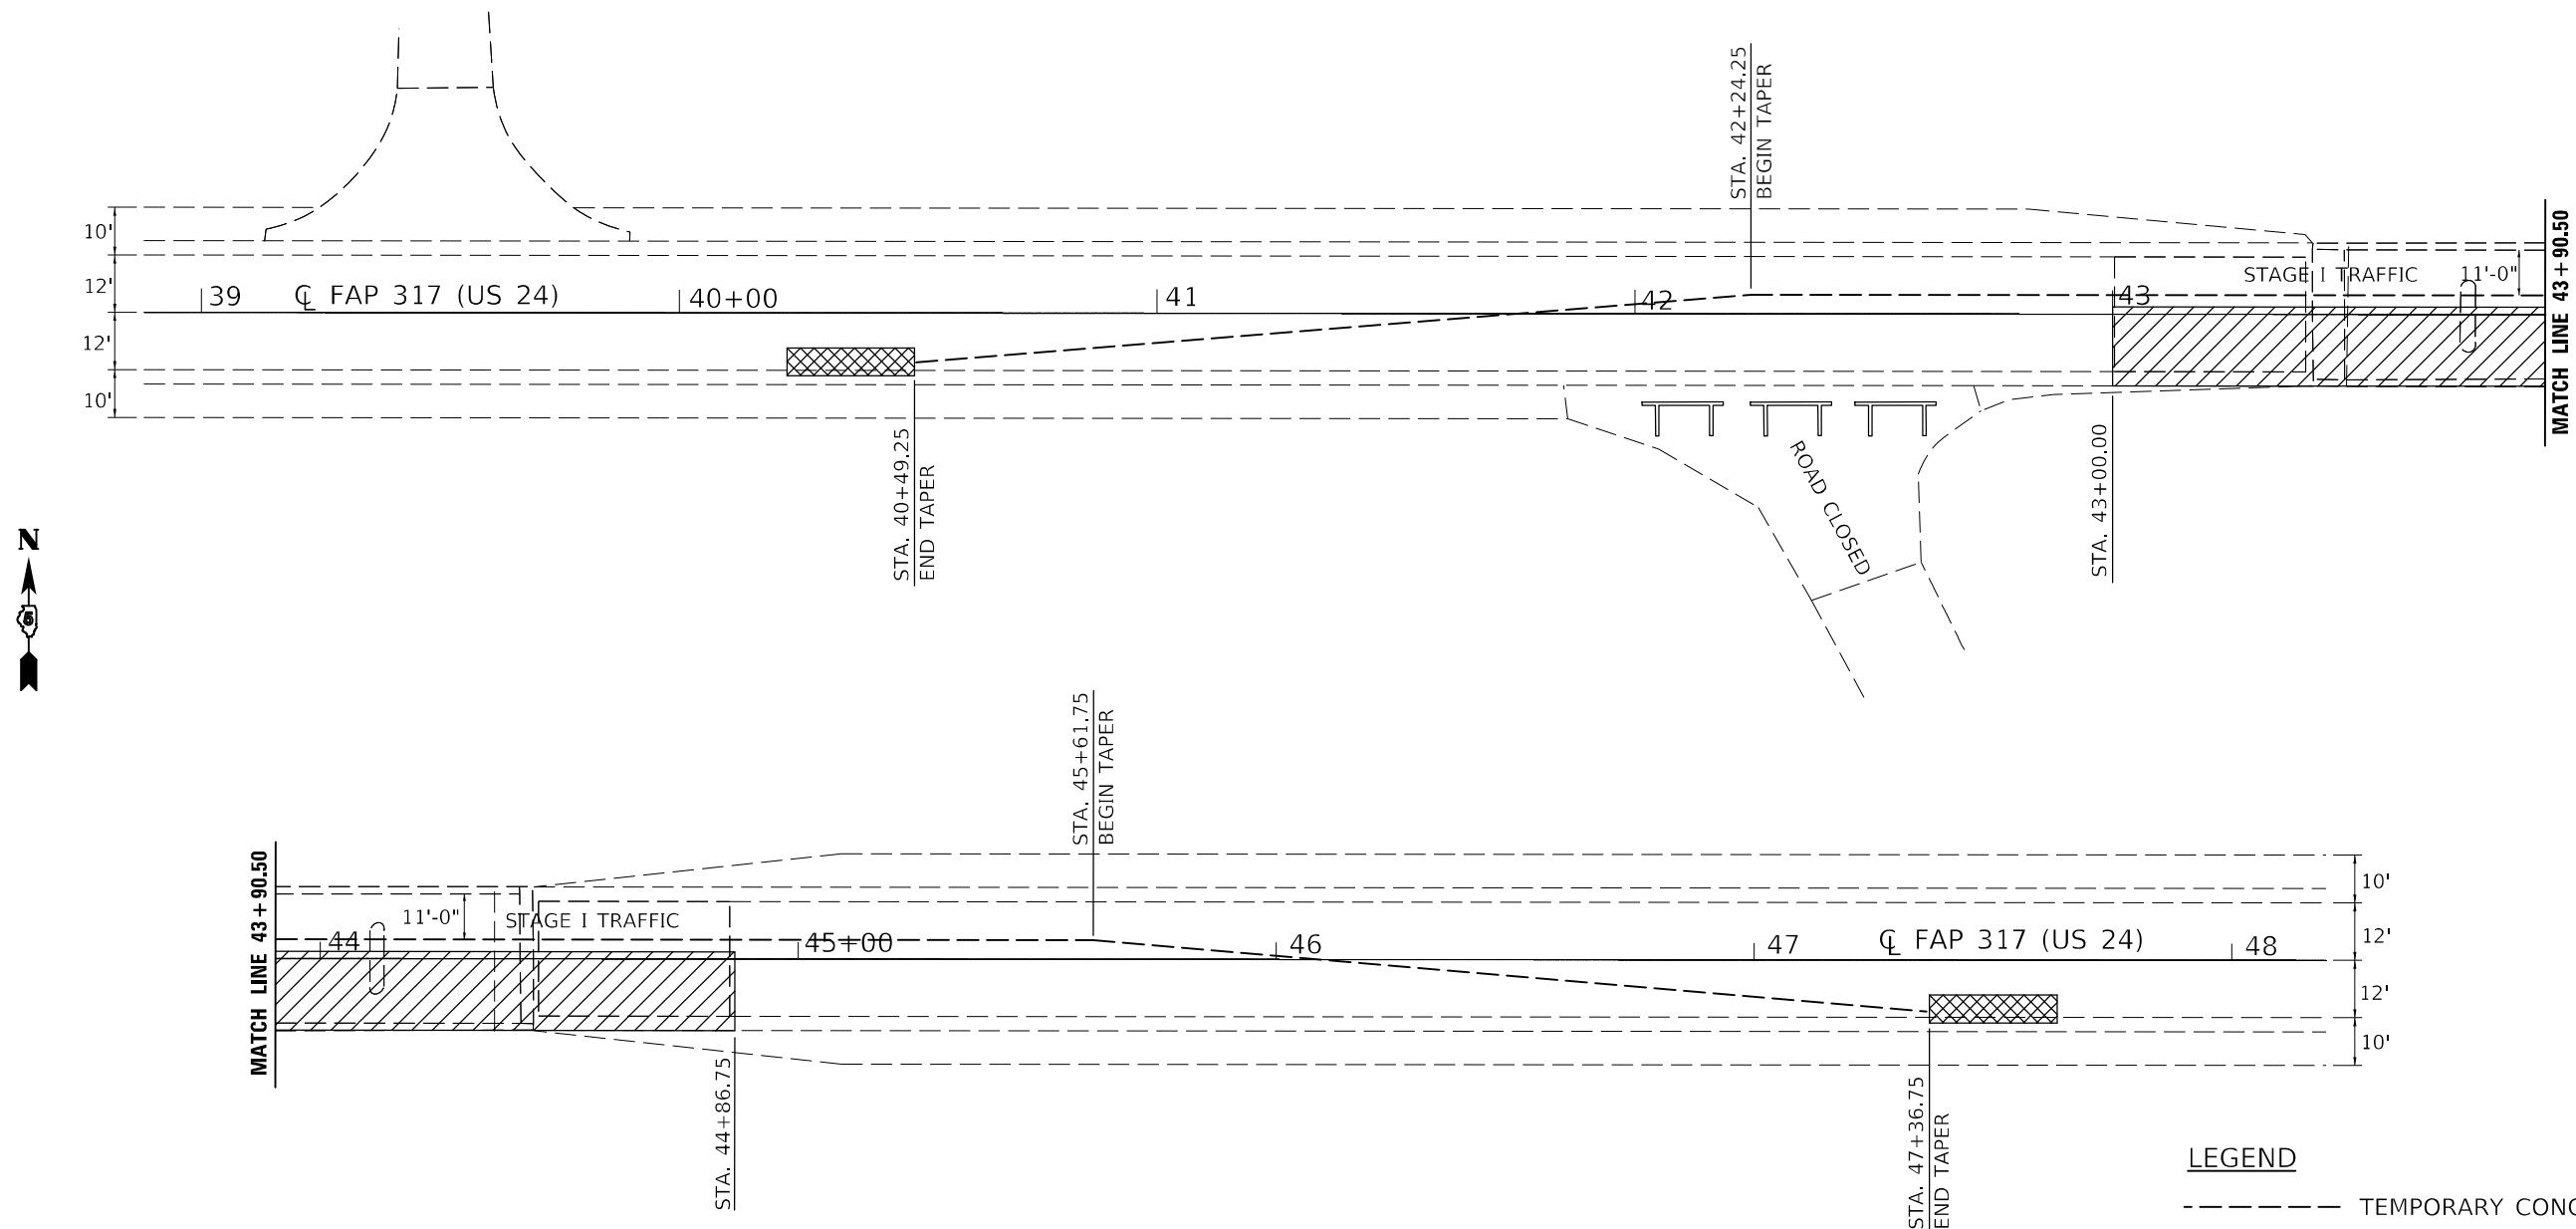 STA. 42+24.25
BEGIN TAPER
10'
12'
12'
10'
39
℄ FAP 317 (US 24)
40+00
41
42
43
STAGE I TRAFFIC
11'-0"
MATCH LINE 43+90.50
STA. 40+49.25
END TAPER
ROAD CLOSED
STA. 43+00.00
N
5
STA. 45+61.75
BEGIN TAPER
MATCH LINE 43+90.50
11'-0"
STAGE I TRAFFIC
44
45+00
46
47
℄ FAP 317 (US 24)
48
10'
12'
12'
10'
STA. 44+86.75
STA. 47+36.75
END TAPER
LEGEND
TEMPORARY